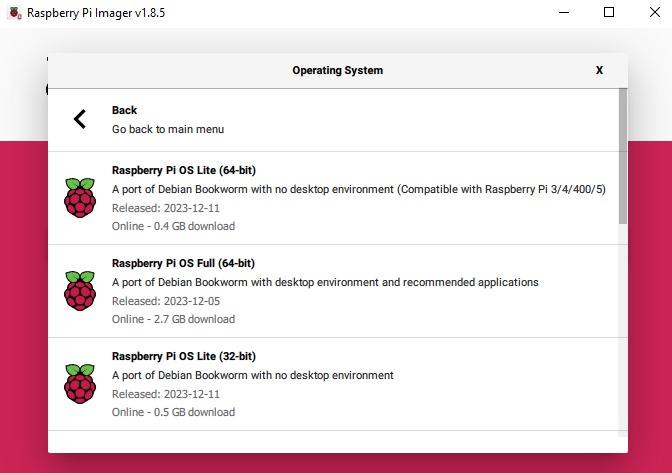 Raspberry Pi Imager v1.8.5
Operating System
X
Back
Go back to main menu
Raspberry Pi OS Lite (64-bit)
A port of Debian Bookworm with no desktop environment (Compatible with Raspberry Pi 3/4/400/5)
Released: 2023-12-11
Online - 0.4 GB download
Raspberry Pi OS Full (64-bit)
A port of Debian Bookworm with desktop environment and recommended applications
Released: 2023-12-05
Online - 2.7 GB download
Raspberry Pi OS Lite (32-bit)
A port of Debian Bookworm with no desktop environment
Released: 2023-12-11
Online - 0.5 GB download